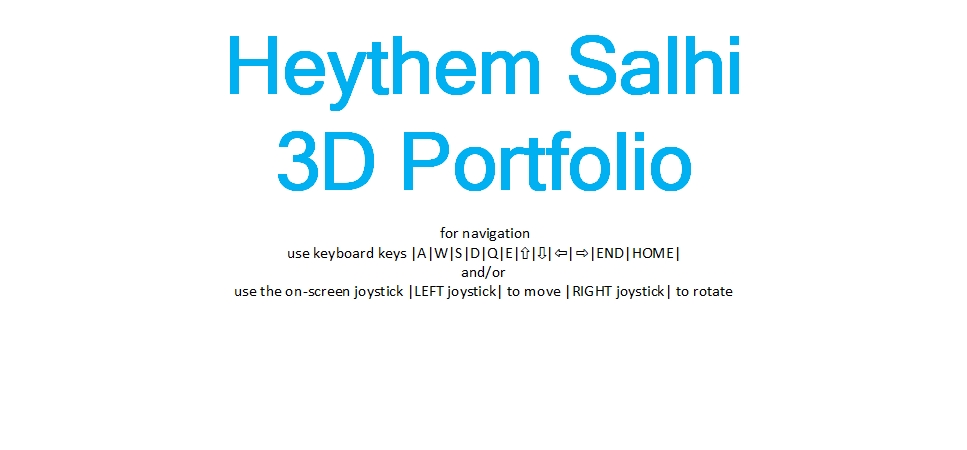 Heythem Salhi
3D Portfolio
for navigation
use keyboard keys |A|W|S|D|Q|E|⇧|⇩|⇦|⇨|END|HOME|
and/or
use the on-screen joystick |LEFT joystick| to move |RIGHT joystick| to rotate